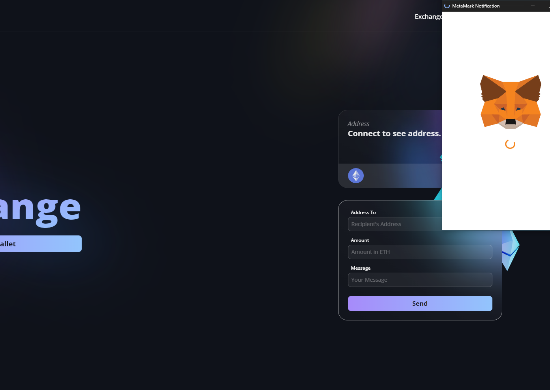 MetaMask Notification
Exchange
Address
Connect to see address.
ange
allet
Address To
Recipient's Address
Amount
Amount in ETH
Message
Your Message
Send